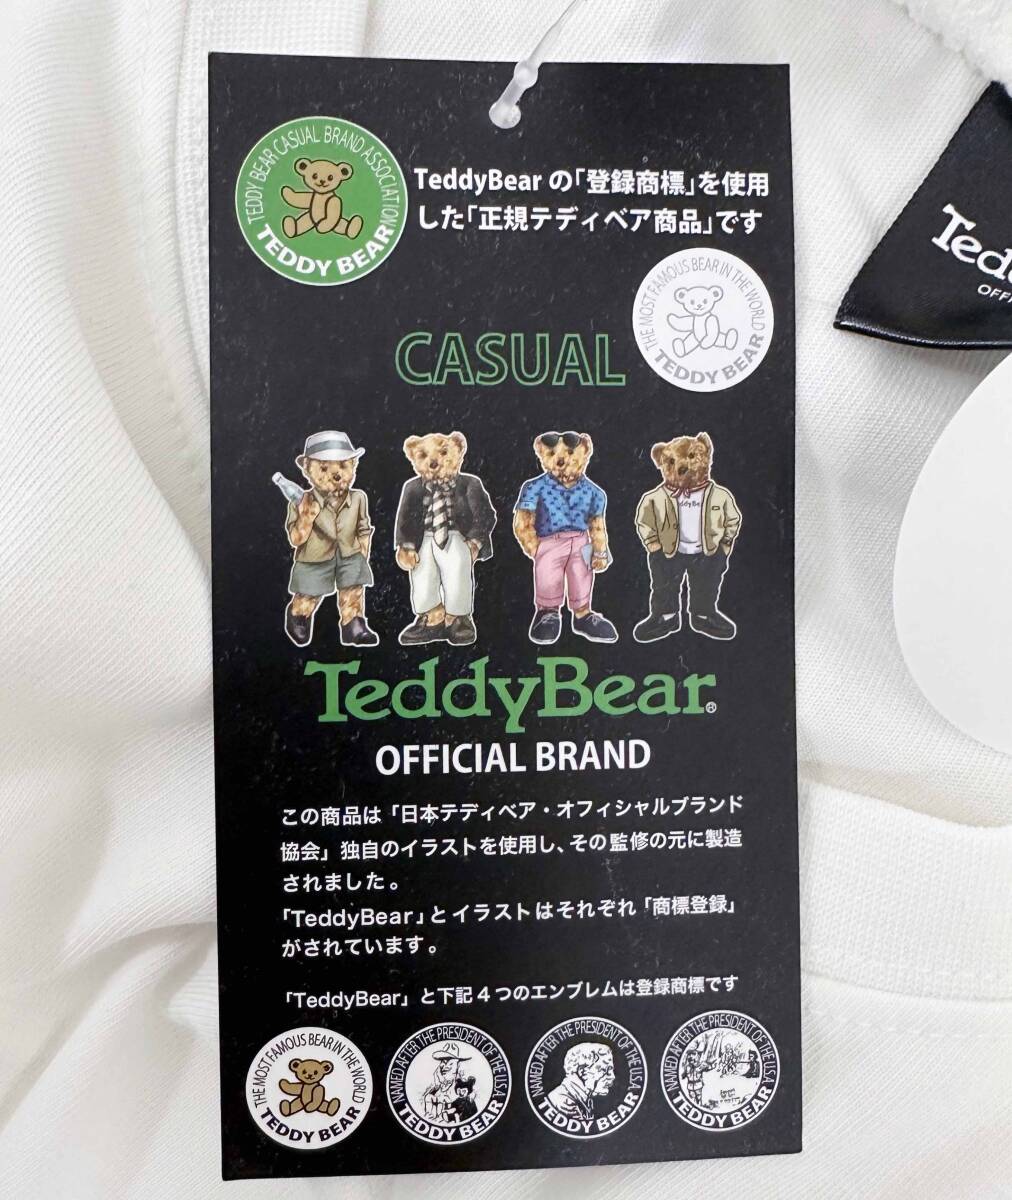 TEDDY BEAR CASUAL BRAND ASSOCIATION
TEDDY BEAR
TeddyBear の「登録商標」を使用
した「正規テディベア商品」です
THE MOST FAMOUS BEAR IN THE WORLD
TEDDY BEAR
CASUAL
TeddyBear®
OFFICIAL BRAND
この商品は「日本テディベア・オフィシャルブランド
協会」独自のイラストを使用し、その監修の元に製造
されました。
「TeddyBear」とイラストはそれぞれ「商標登録」
がされています。
「TeddyBear」と下記4つのエンブレムは登録商標です
THE MOST FAMOUS BEAR IN THE WORLD
TEDDY BEAR
NAMED AFTER THE PRESIDENT OF THE U.S.A
TEDDY BEAR
NAMED AFTER THE PRESIDENT OF THE U.S.A
TEDDY BEAR
NAMED AFTER THE PRESIDENT OF THE U.S.A
TEDDY BEAR